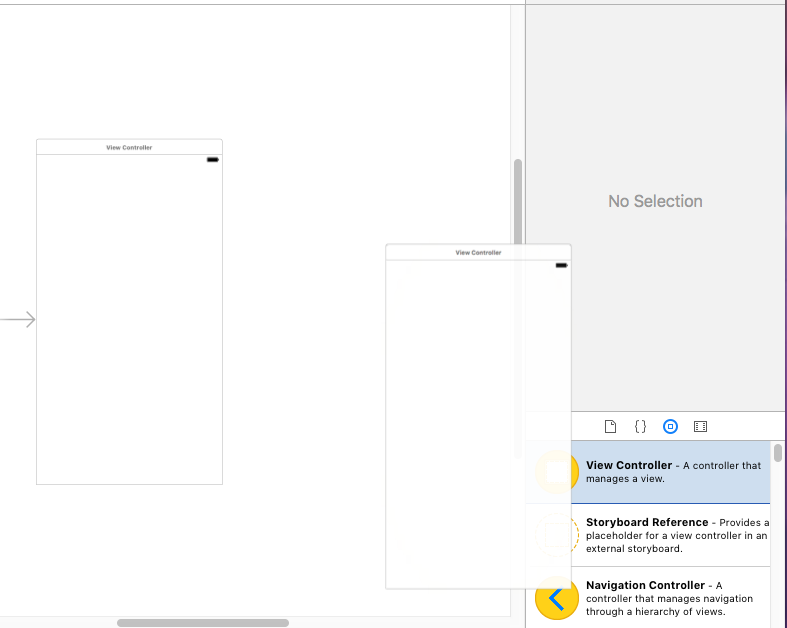 View Controller
No Selection
View Controller
{}
View Controller - A controller that
manages a view.
Storyboard Reference - Provides a
placeholder for a view controller in an
external storyboard.
Navigation Controller - A
controller that manages navigation
through a hierarchy of views.